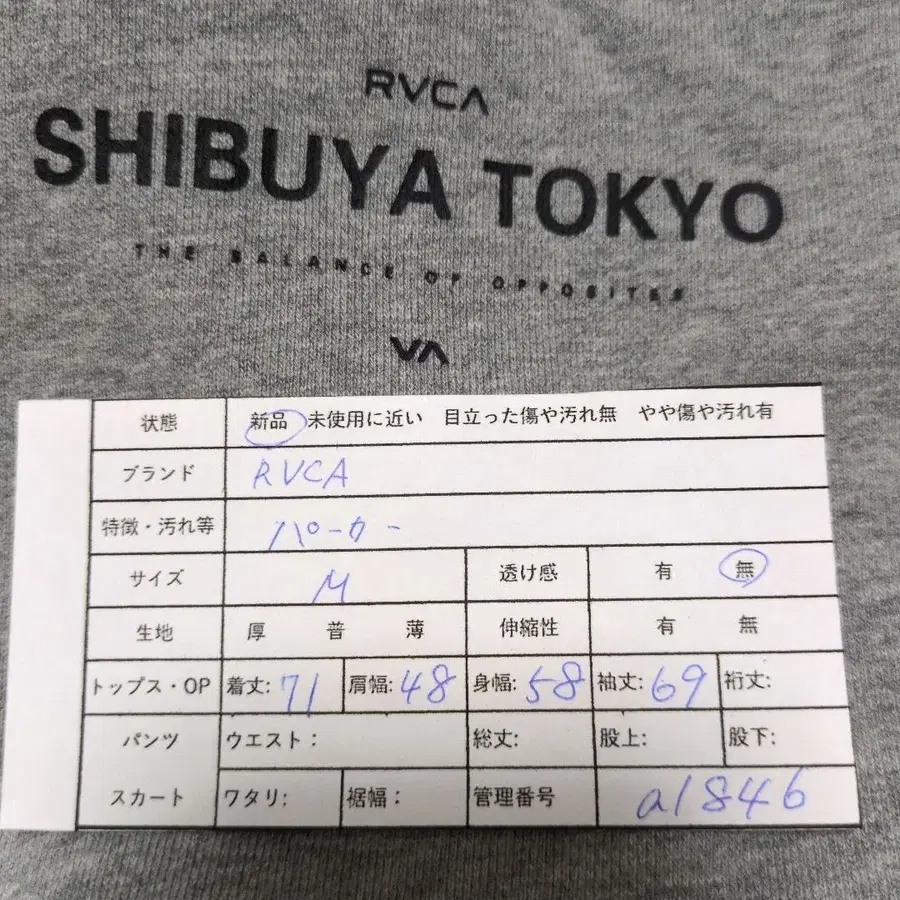 RVCA
SHIBUYA TOKYO
THE BALANCE OF OPPOSITES
VA
状態 新品 未使用に近い 目立った傷や汚れ無 やや傷や汚れ有
ブランド RVCA
特徴・汚れ等 パーカー
サイズ M 透け感 有 無
生地 厚 普 薄 伸縮性 有 無
トップス・OP 着丈: 71 肩幅: 48 身幅: 58 袖丈: 69 裄丈:
パンツ ウエスト: 総丈: 股上: 股下:
スカート ワタリ: 裾幅: 管理番号 a1846